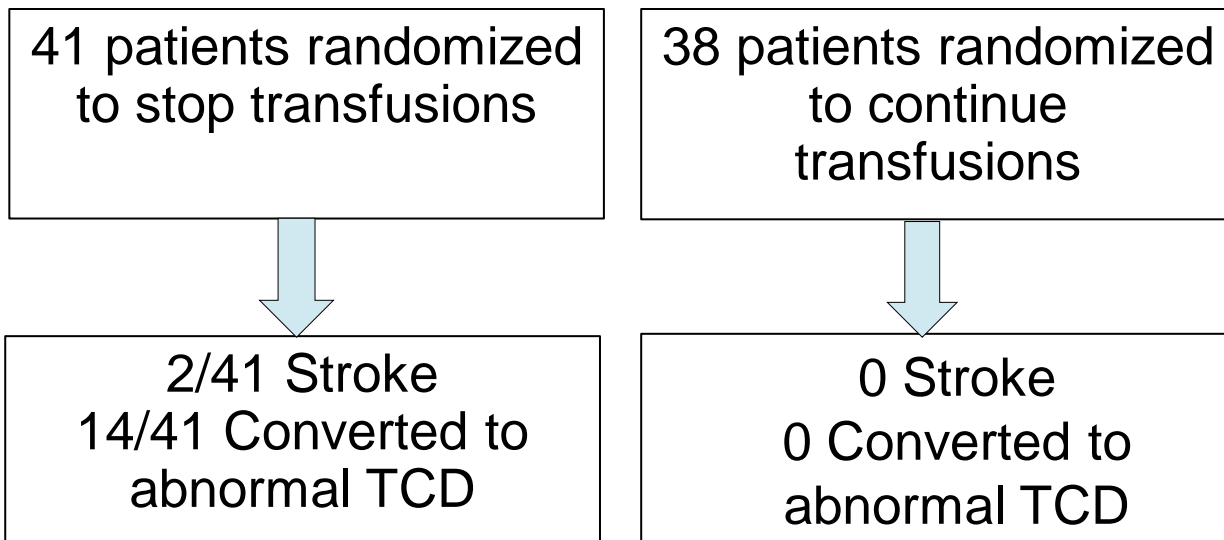 41 patients randomized
to stop transfusions
38 patients randomized
to continue
transfusions
2/41 Stroke
14/41 Converted to
abnormal TCD
0 Stroke
0 Converted to
abnormal TCD